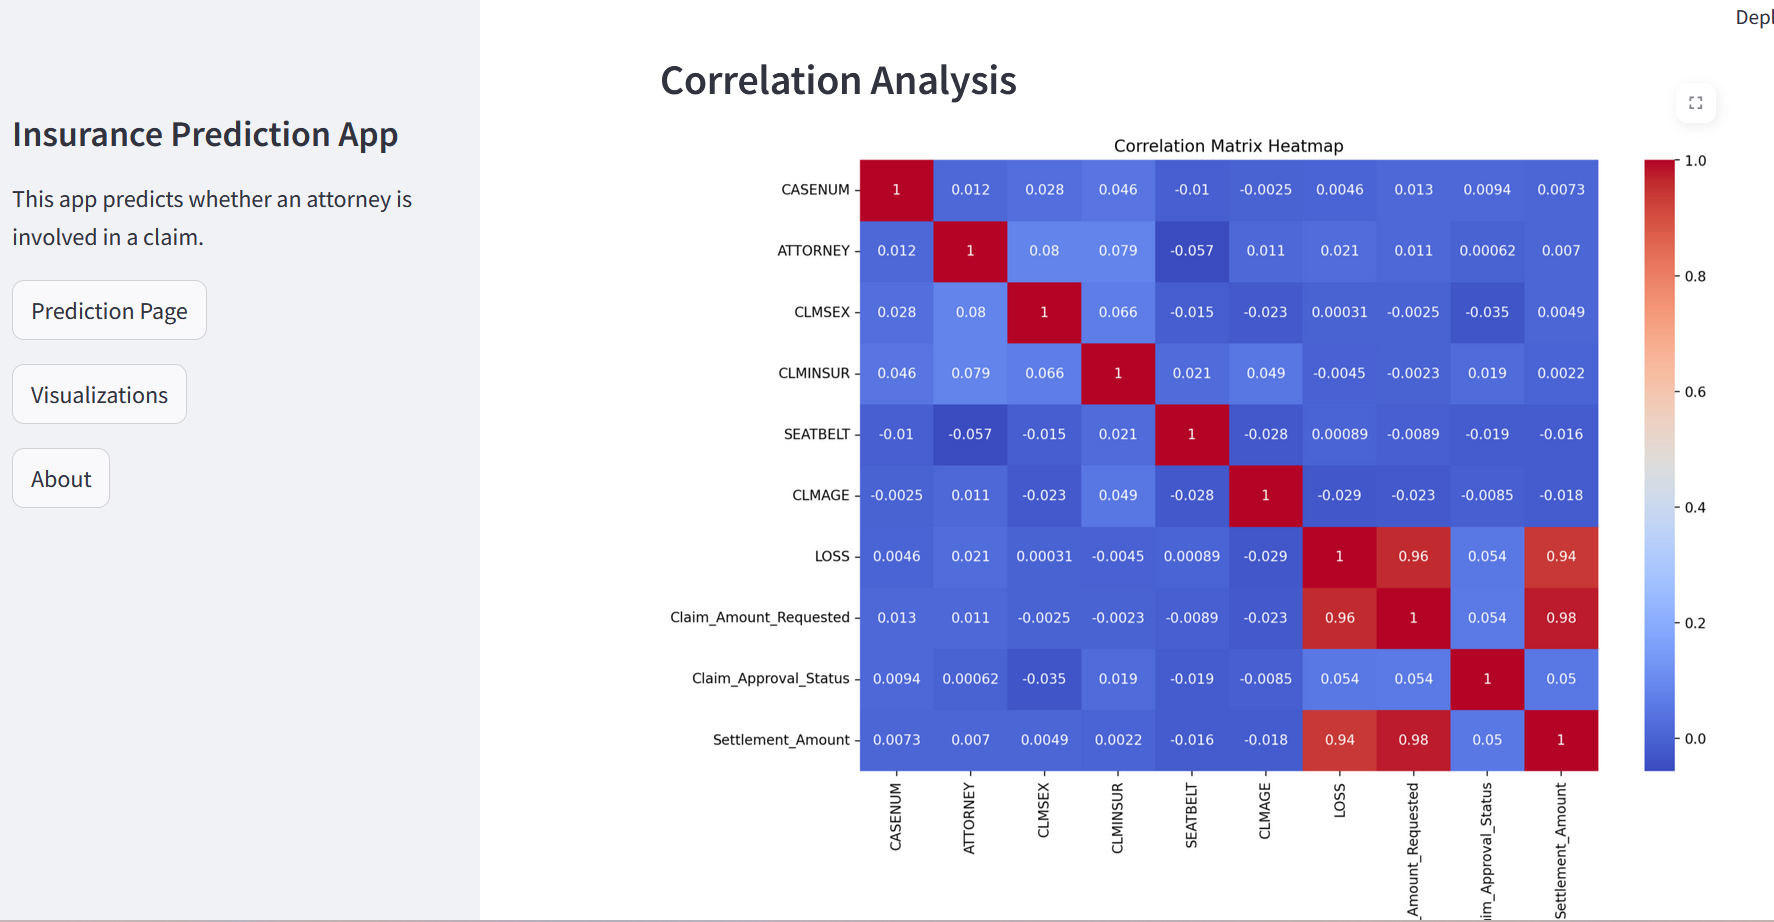 Depl
Insurance Prediction App
This app predicts whether an attorney is
involved in a claim.
Prediction Page
Visualizations
About
Correlation Analysis
Correlation Matrix Heatmap
CASENUM 1 0.012 0.028 0.046 -0.01 -0.0025 0.0046 0.013 0.0094 0.0073
ATTORNEY 0.012 1 0.08 0.079 -0.057 0.011 0.021 0.011 0.00062 0.007
CLMSEX 0.028 0.08 1 0.066 -0.015 -0.023 0.00031 -0.0025 -0.035 0.0049
CLMINSUR 0.046 0.079 0.066 1 0.021 0.049 -0.0045 -0.0023 0.019 0.0022
SEATBELT -0.01 -0.057 -0.015 0.021 1 -0.028 0.00089 -0.0089 -0.019 -0.016
CLMAGE -0.0025 0.011 -0.023 0.049 -0.028 1 -0.029 -0.023 -0.0085 -0.018
LOSS 0.0046 0.021 0.00031 -0.0045 0.00089 -0.029 1 0.96 0.054 0.94
Claim_Amount_Requested 0.013 0.011 -0.0025 -0.0023 -0.0089 -0.023 0.96 1 0.054 0.98
Claim_Approval_Status 0.0094 0.00062 -0.035 0.019 -0.019 -0.0085 0.054 0.054 1 0.05
Settlement_Amount 0.0073 0.007 0.0049 0.0022 -0.016 -0.018 0.94 0.98 0.05 1
CASENUM
ATTORNEY
CLMSEX
CLMINSUR
SEATBELT
CLMAGE
LOSS
_Amount_Requested
im_Approval_Status
Settlement_Amount
1.0
0.8
0.6
0.4
0.2
0.0